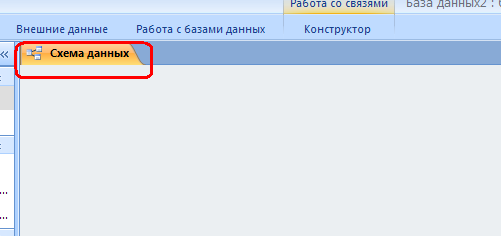 Работа со связями База данных2 :
Внешние данные Работа с базами данных Конструктор
«
Схема данных
...
...